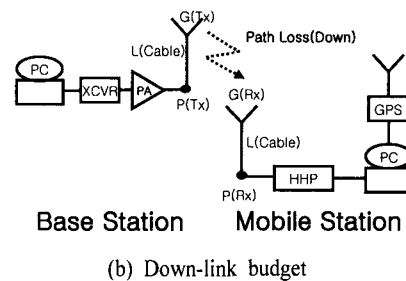 G(Tx)
L(Cable)
Path Loss(Down)
PC
XCVR
PA
P(Tx)
G(Rx)
L(Cable)
GPS
PC
HHP
P(Rx)
Base Station
Mobile Station
(b) Down-link budget